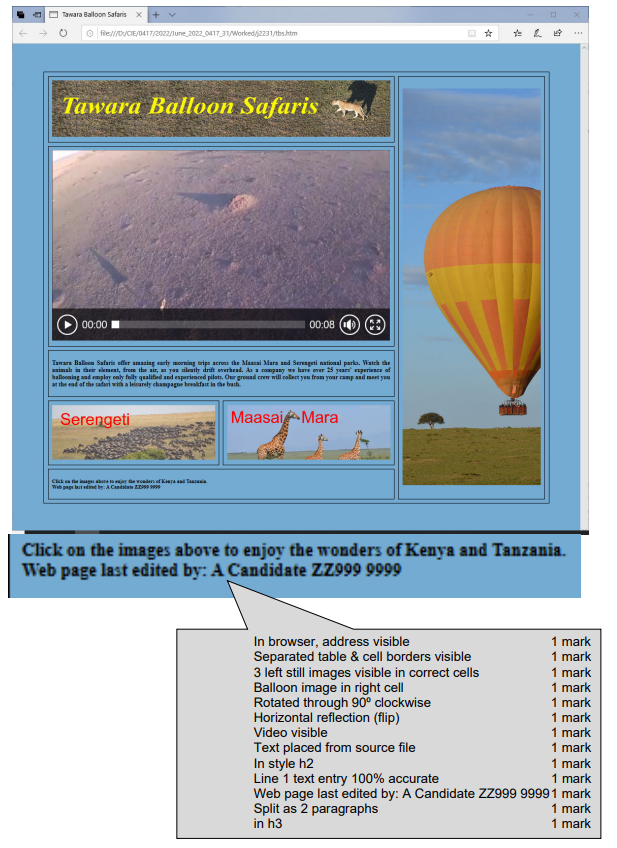 Tawara Balloon Safaris
file:///D:/CIE/0417/2022/June_2022_0417_31/Worked/j2231/tbs.htm
Tawara Balloon Safaris
00:00 00:08
Tawara Balloon Safaris offer amazing early morning trips across the Maasai Mara and Serengeti national parks. Watch the
animals in their element, from the air, as you silently drift overhead. As a company we have over 25 years' experience of
ballooning and employ only fully qualified and experienced pilots. Our ground crew will collect you from your camp and meet you
at the end of the safari with a leisurely champagne breakfast in the bush.
Serengeti
Maasai Mara
Click on the images above to enjoy the wonders of Kenya and Tanzania.
Web page last edited by: A Candidate ZZ999 9999
Click on the images above to enjoy the wonders of Kenya and Tanzania.
Web page last edited by: A Candidate ZZ999 9999
In browser, address visible 1 mark
Separated table & cell borders visible 1 mark
3 left still images visible in correct cells 1 mark
Balloon image in right cell 1 mark
Rotated through 90º clockwise 1 mark
Horizontal reflection (flip) 1 mark
Video visible 1 mark
Text placed from source file 1 mark
In style h2 1 mark
Line 1 text entry 100% accurate 1 mark
Web page last edited by: A Candidate ZZ999 9999 1 mark
Split as 2 paragraphs 1 mark
in h3 1 mark